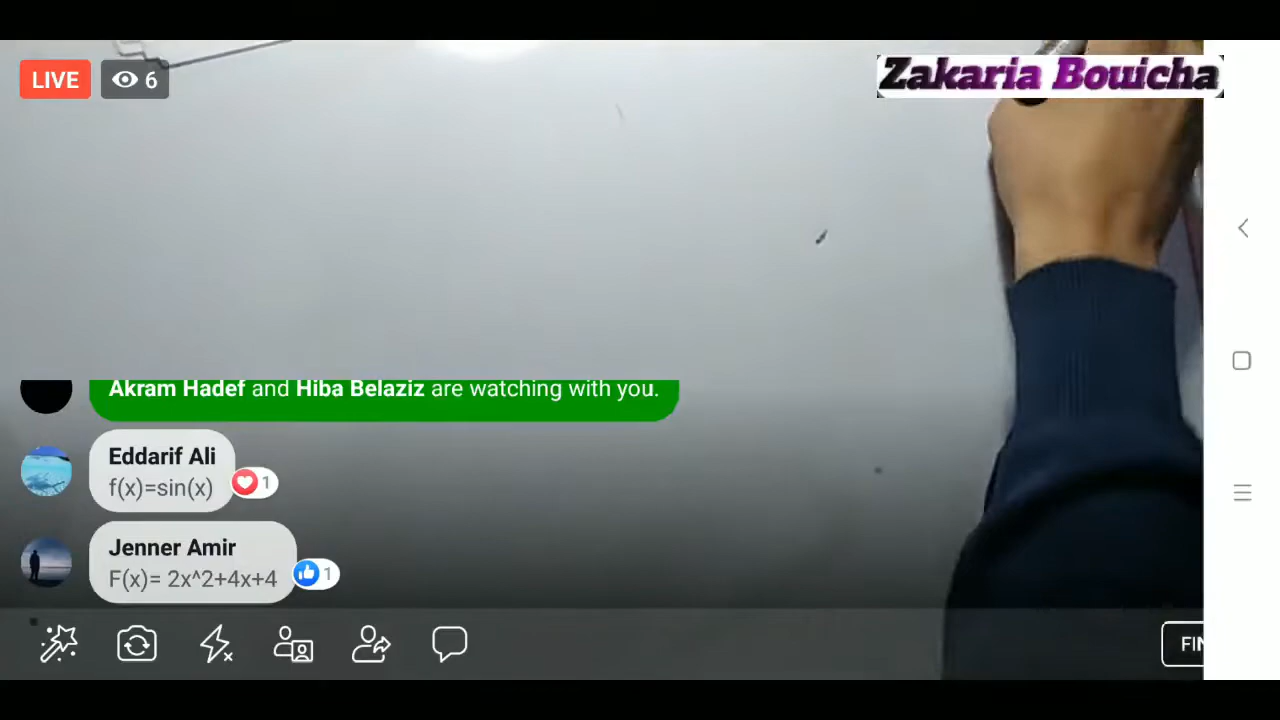 LIVE 6
Zakaria Bouicha
Akram Hadef and Hiba Belaziz are watching with you.
Eddarif Ali
f(x)=sin(x)
1
Jenner Amir
F(x)= 2x^2+4x+4
1